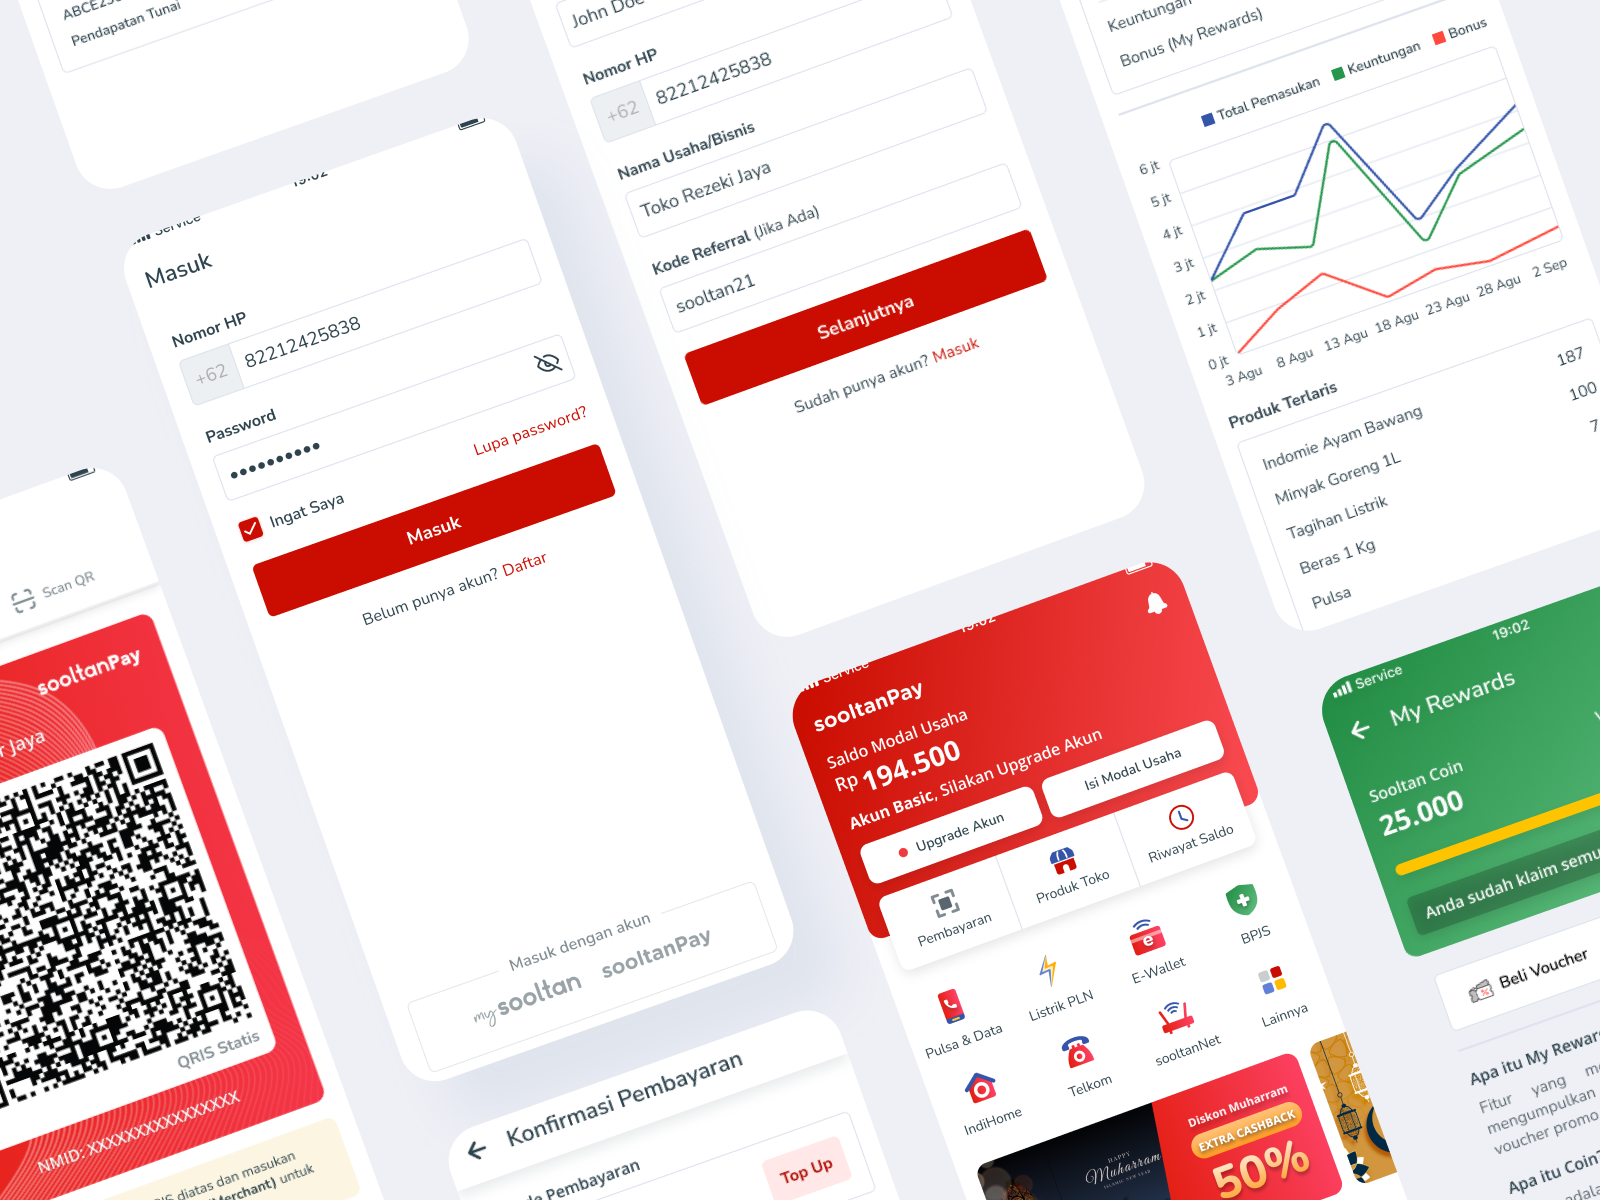 Pendapatan Tunai
Service
19:02
Masuk
Nomor HP
+62
82212425838
Password
Lupa password?
Ingat Saya
Masuk
Belum punya akun? Daftar
Masuk dengan akun
mysooltan
sooltanPay
John Doe
Nomor HP
+62
82212425838
Nama Usaha/Bisnis
Toko Rezeki Jaya
Kode Referral (Jika Ada)
sooltan21
Selanjutnya
Sudah punya akun? Masuk
Keuntungan
Bonus (My Rewards)
Total Pemasukan
Keuntungan
Bonus
6 jt
5 jt
4 jt
3 jt
2 jt
1 jt
0 jt
3 Agu
8 Agu
13 Agu
18 Agu
23 Agu
28 Agu
2 Sep
Produk Terlaris
Indomie Ayam Bawang
187
Minyak Goreng 1L
100
Tagihan Listrik
7
Beras 1 Kg
Pulsa
Scan QR
sooltanPay
Jaya
QRIS Statis
NMID: XXXXXXXXXXXXXXXX
diatas dan masukan
untuk
Konfirmasi Pembayaran
Pembayaran
Top Up
Service
19:02
sooltanPay
Saldo Modal Usaha
Rp 194.500
Akun Basic, Silakan Upgrade Akun
Upgrade Akun
Isi Modal Usaha
Pembayaran
Produk Toko
Riwayat Saldo
Pulsa & Data
Listrik PLN
E-Wallet
BPJS
IndiHome
Telkom
sooltanNet
Lainnya
HAPPY
Muharram
ISLAMIC NEW YEAR
Diskon Muharram
EXTRA CASHBACK
50%
Service
19:02
My Rewards
Sooltan Coin
25.000
Anda sudah klaim
Beli Voucher
Apa itu My
Fitur yang
mengumpulkan
voucher promo
Apa itu